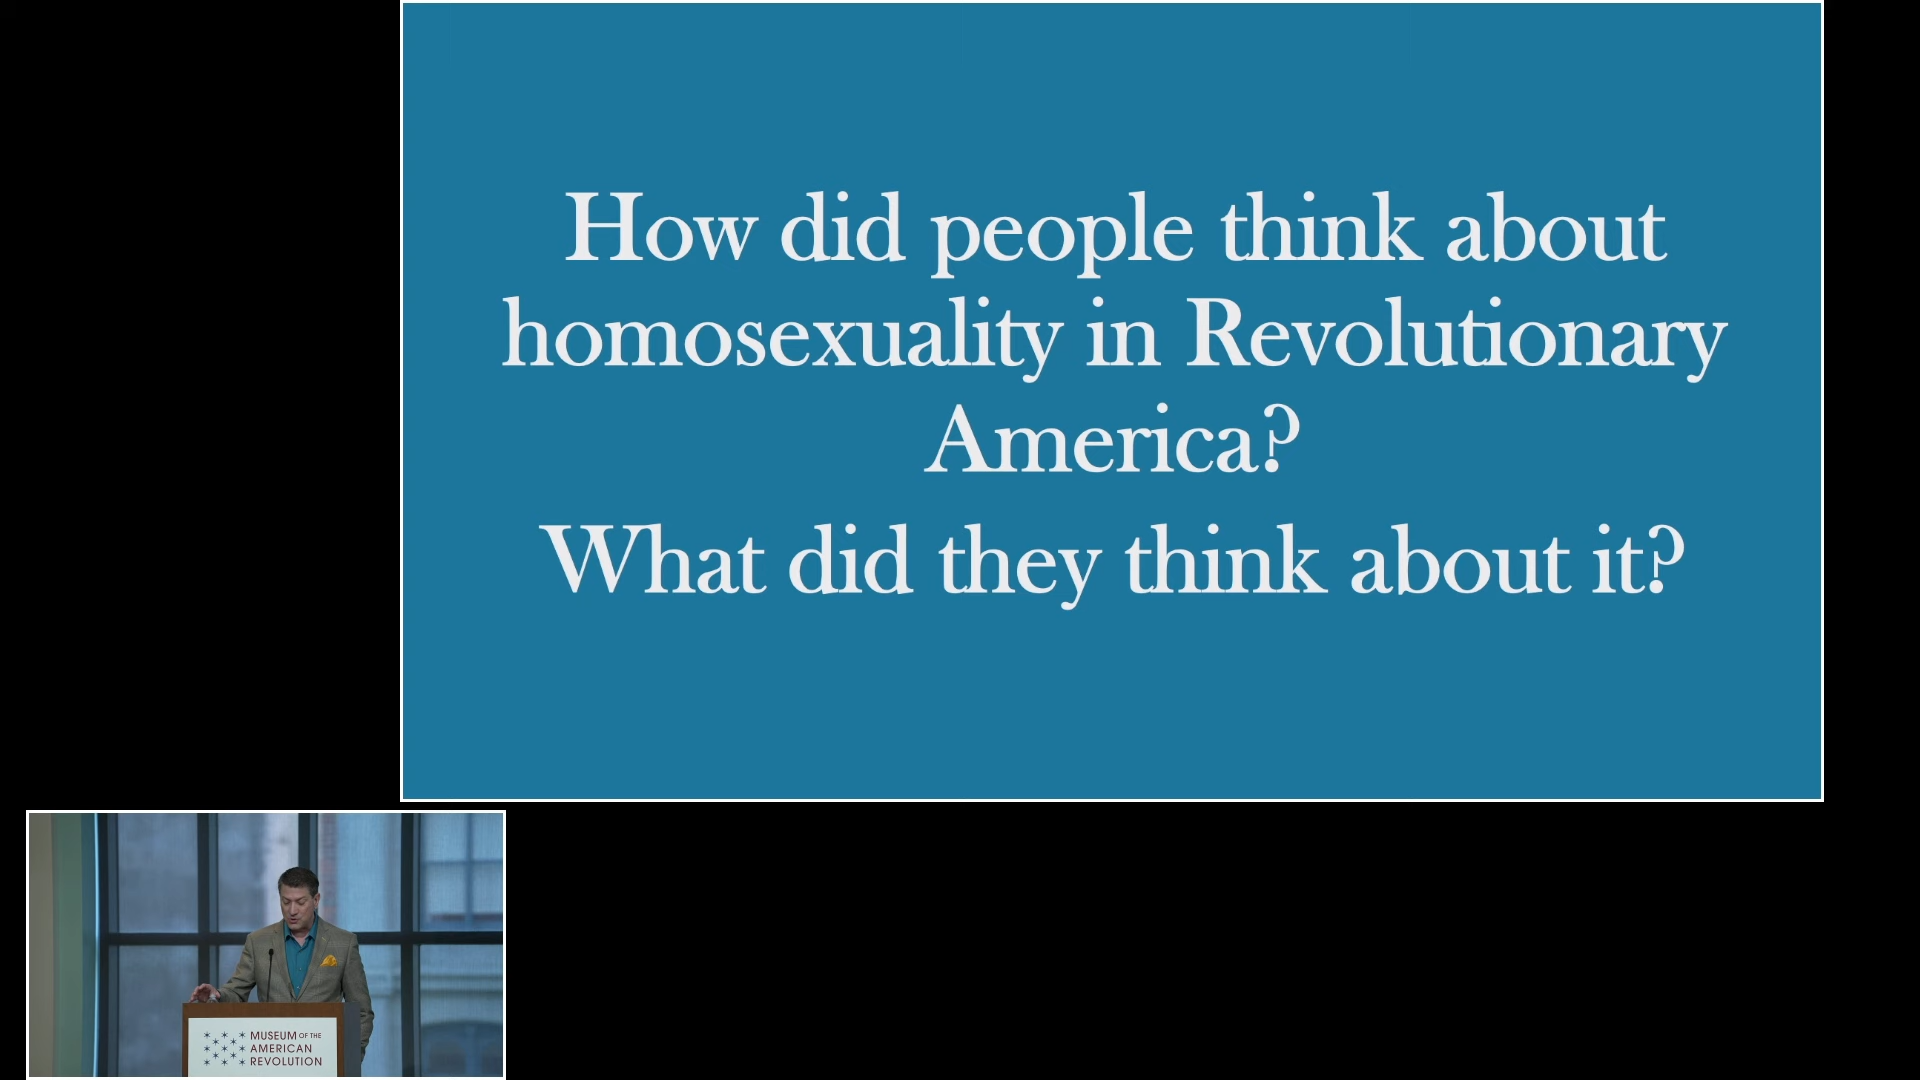 How did people think about
homosexuality in Revolutionary
America?
What did they think about it?
MUSEUM OF THE
AMERICAN
REVOLUTION